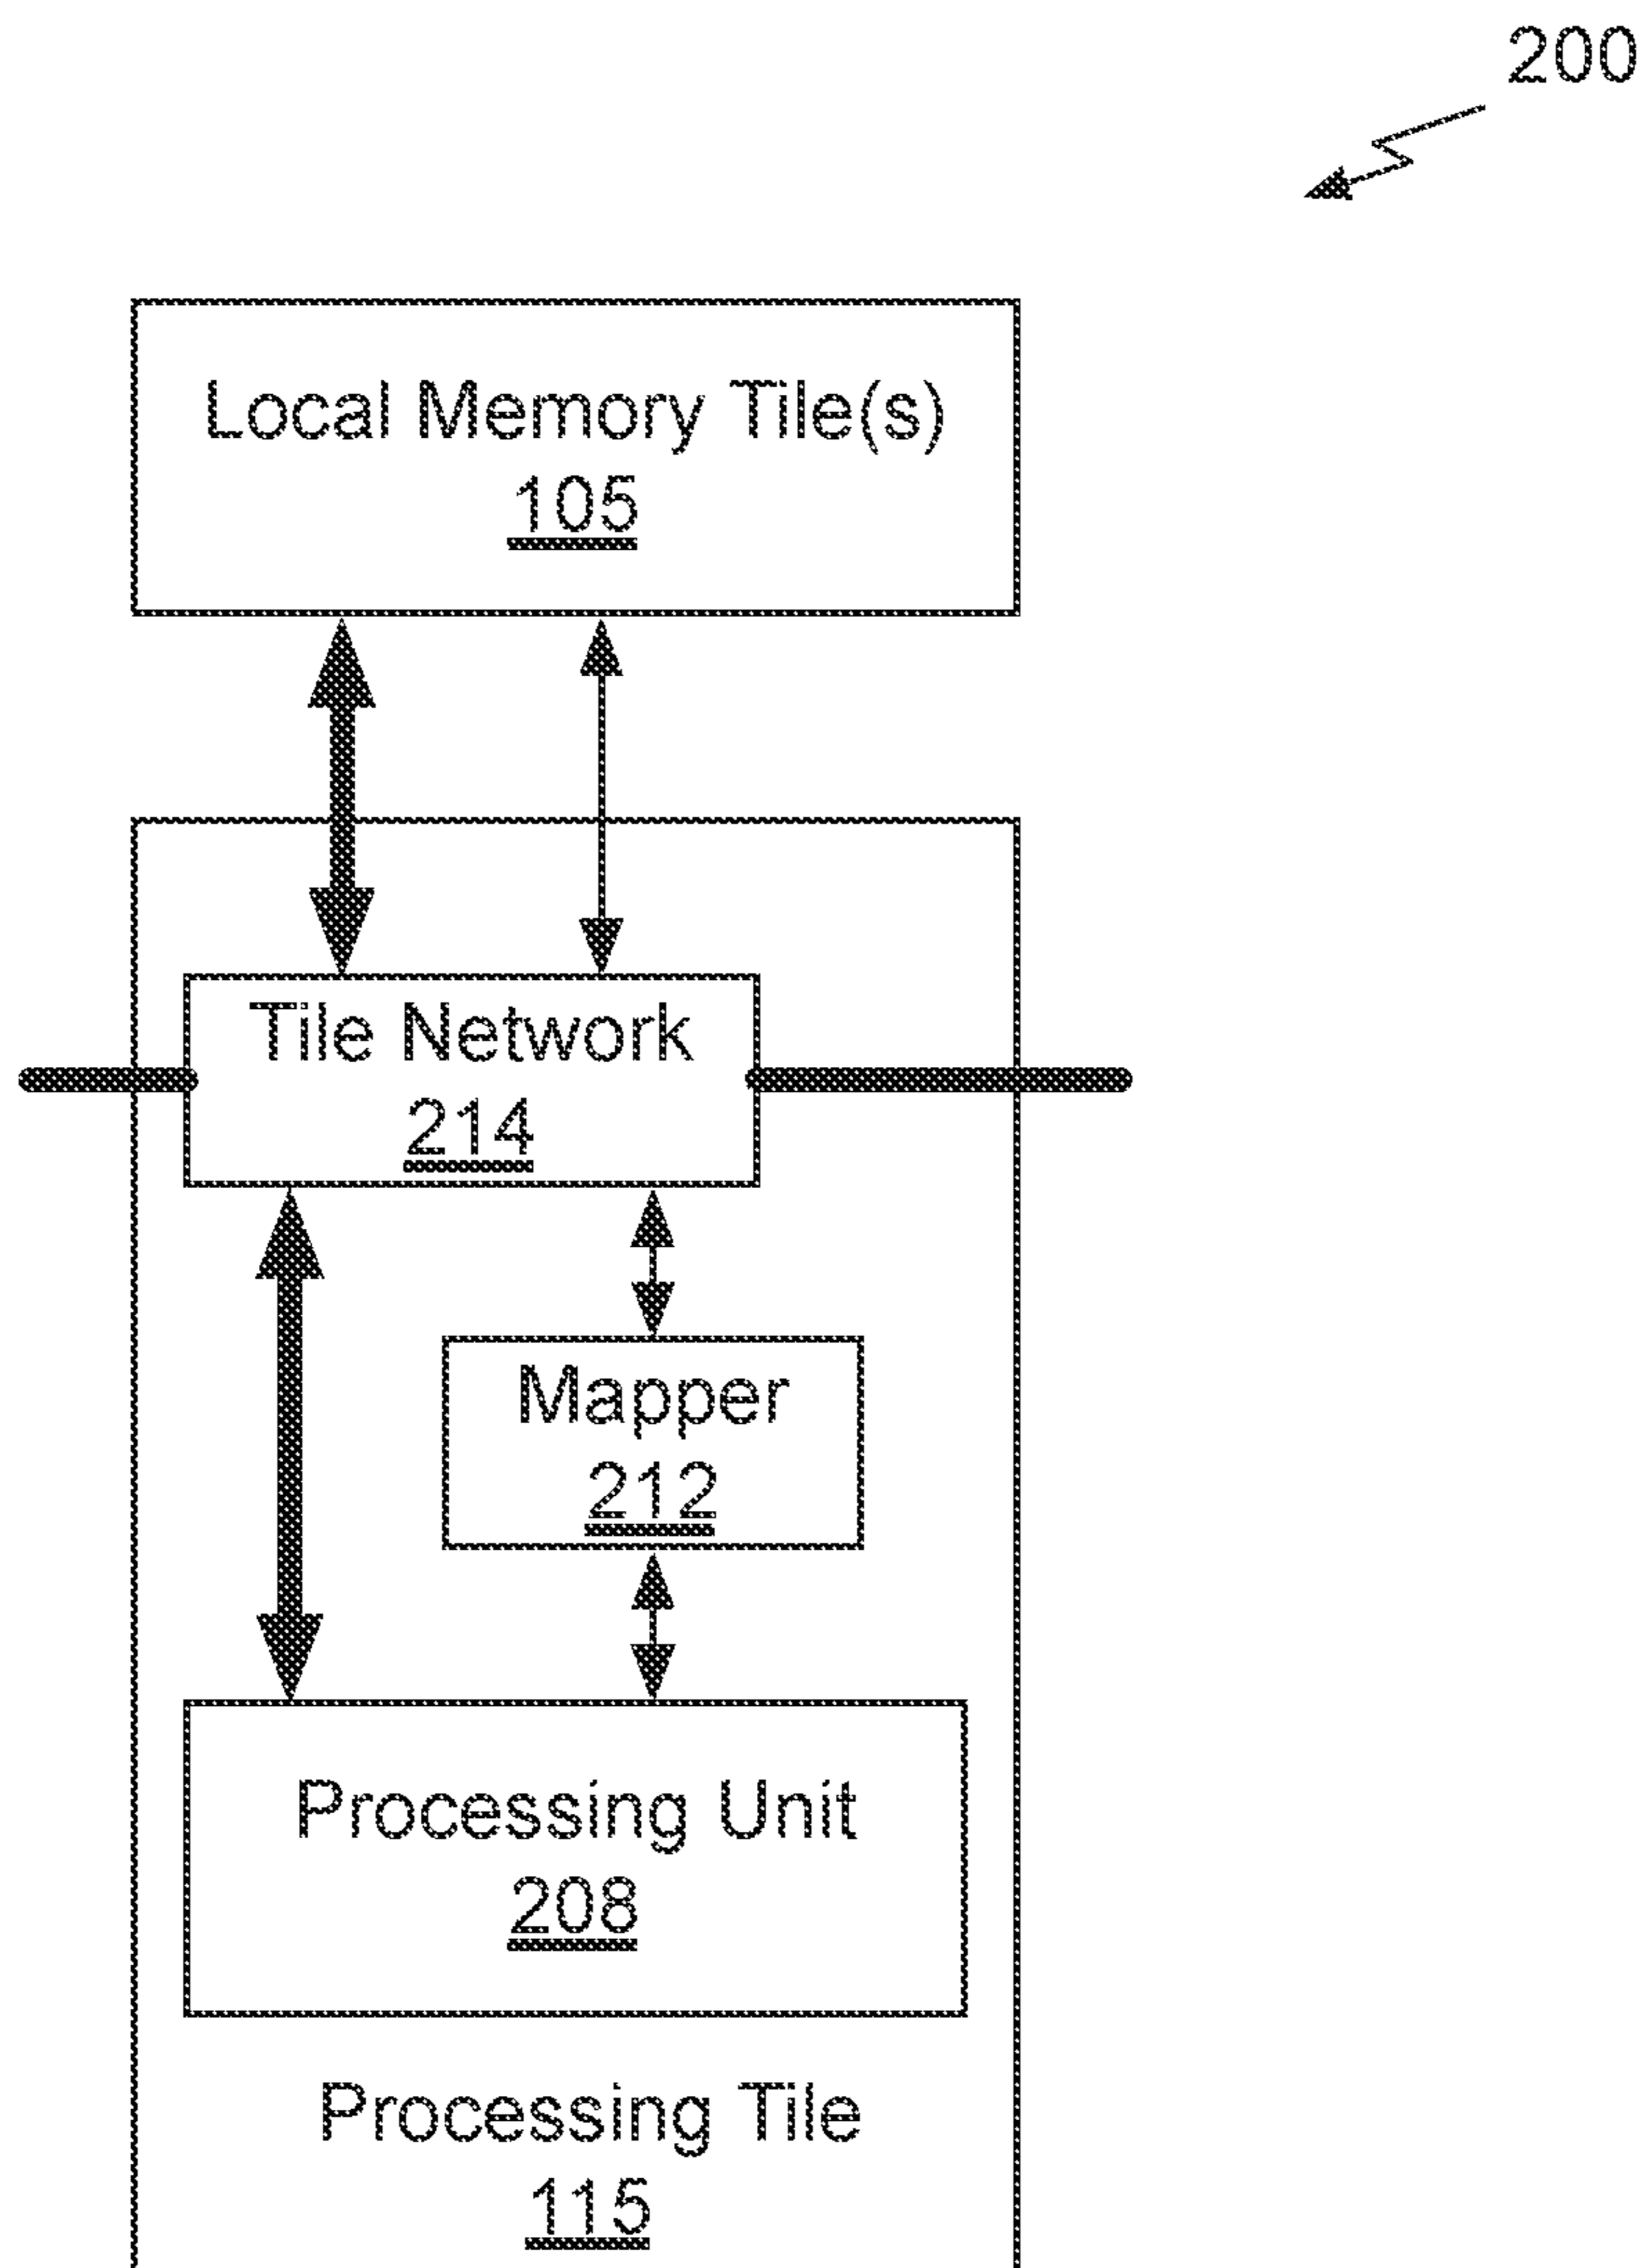 200
Local Memory Tile(s)
105
Tile Network
214
Mapper
212
Processing Unit
208
Processing Tile
115